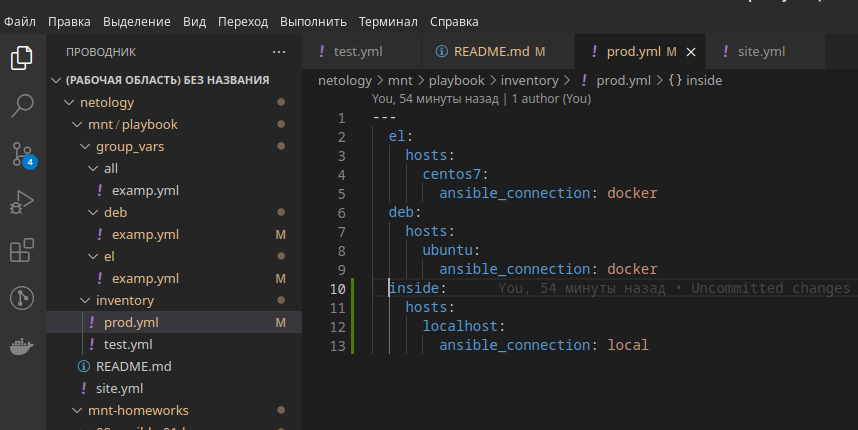 Файл Правка Выделение Вид Переход Выполнить Терминал Справка
ПРОВОДНИК ···
(РАБОЧАЯ ОБЛАСТЬ) БЕЗ НАЗВАНИЯ
netology
mnt / playbook
group_vars
all
! examp.yml
deb
! examp.yml M
el
! examp.yml M
inventory
! prod.yml M
! test.yml
README.md
! site.yml
mnt-homeworks
4
! test.yml README.md M ! prod.yml M × ! site.yml
netology > mnt > playbook > inventory > ! prod.yml > {} inside
You, 54 минуты назад | 1 author (You)
1 ---
2 el:
3 hosts:
4 centos7:
5 ansible_connection: docker
6 deb:
7 hosts:
8 ubuntu:
9 ansible_connection: docker
10 inside: You, 54 минуты назад • Uncommitted changes
11 hosts:
12 localhost:
13 ansible_connection: local